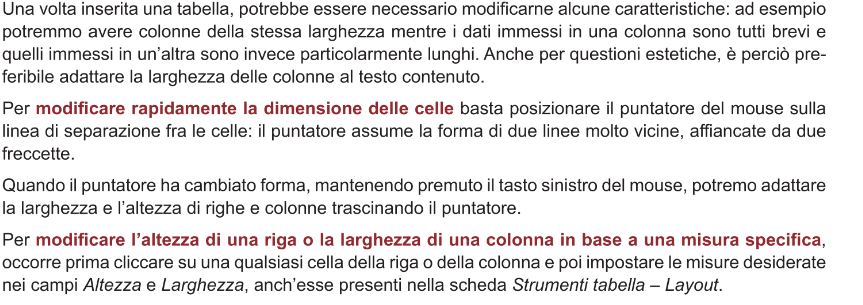 Una volta inserita una tabella, potrebbe essere necessario modificarne alcune caratteristiche: ad esempio
potremmo avere colonne della stessa larghezza mentre i dati immessi in una colonna sono tutti brevi e
quelli immessi in un'altra sono invece particolarmente lunghi. Anche per questioni estetiche, è perciò pre-
feribile adattare la larghezza delle colonne al testo contenuto.
Per modificare rapidamente la dimensione delle celle basta posizionare il puntatore del mouse sulla
linea di separazione fra le celle: il puntatore assume la forma di due linee molto vicine, affiancate da due
freccette.
Quando il puntatore ha cambiato forma, mantenendo premuto il tasto sinistro del mouse, potremo adattare
la larghezza e l'altezza di righe e colonne trascinando il puntatore.
Per modificare l'altezza di una riga o la larghezza di una colonna in base a una misura specifica,
occorre prima cliccare su una qualsiasi cella della riga o della colonna e poi impostare le misure desiderate
nei campi Altezza e Larghezza, anch'esse presenti nella scheda Strumenti tabella – Layout.